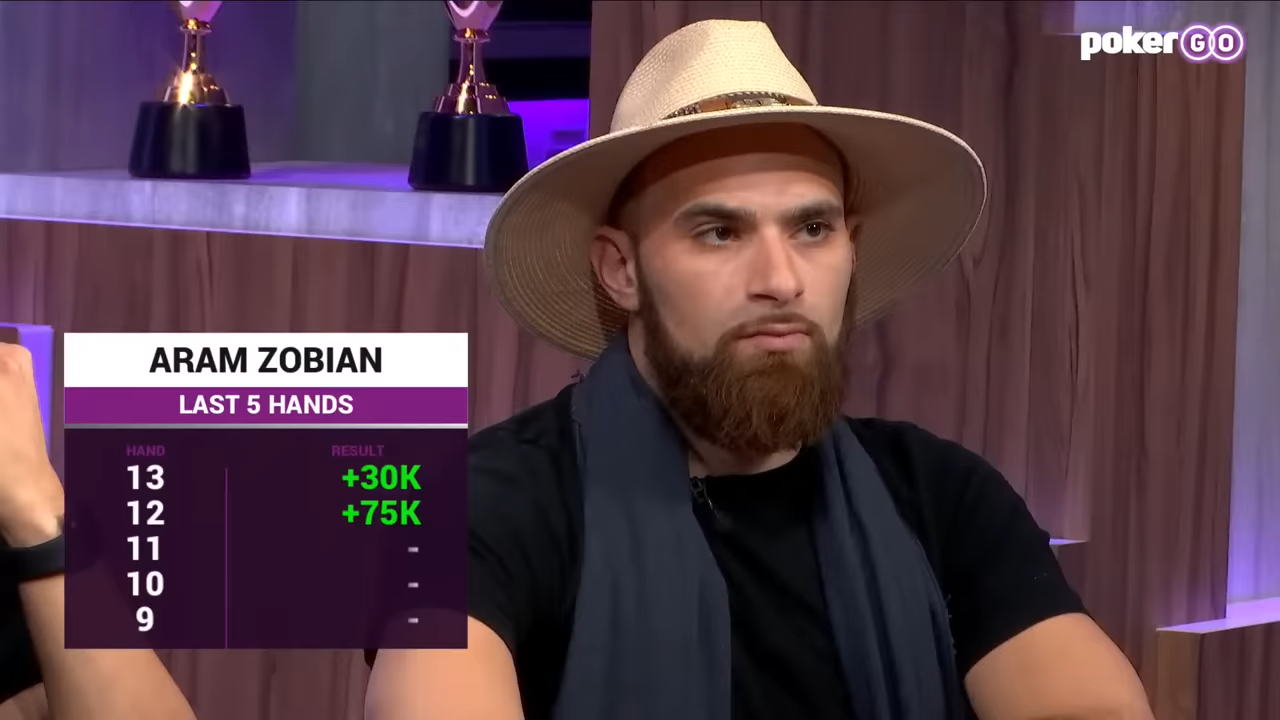 pokerGO
ARAM ZOBIAN
LAST 5 HANDS
HAND RESULT
13 +30K
12 +75K
11 -
10 -
9 -